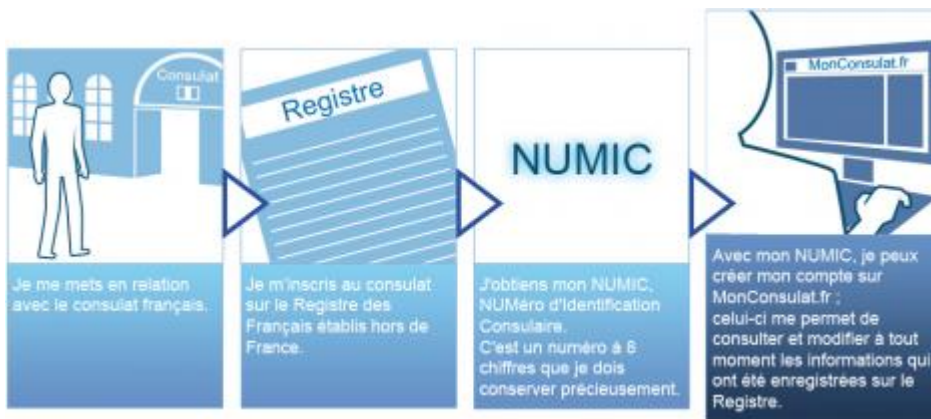 Consulat
Je me mets en relation
avec le consulat français.
Registre
Je m'inscris au consulat
sur le Registre des
Français établis hors de
France.
NUMIC
J'obtiens mon NUMIC,
NUMéro d'Identification
Consulaire.
C'est un numéro à 8
chiffres que je dois
conserver précieusement.
MonConsulat.fr
Avec mon NUMIC, je peux
créer mon compte sur
MonConsulat.fr ;
celui-ci me permet de
consulter et modifier à tout
moment les informations qui
ont été enregistrées sur le
Registre.